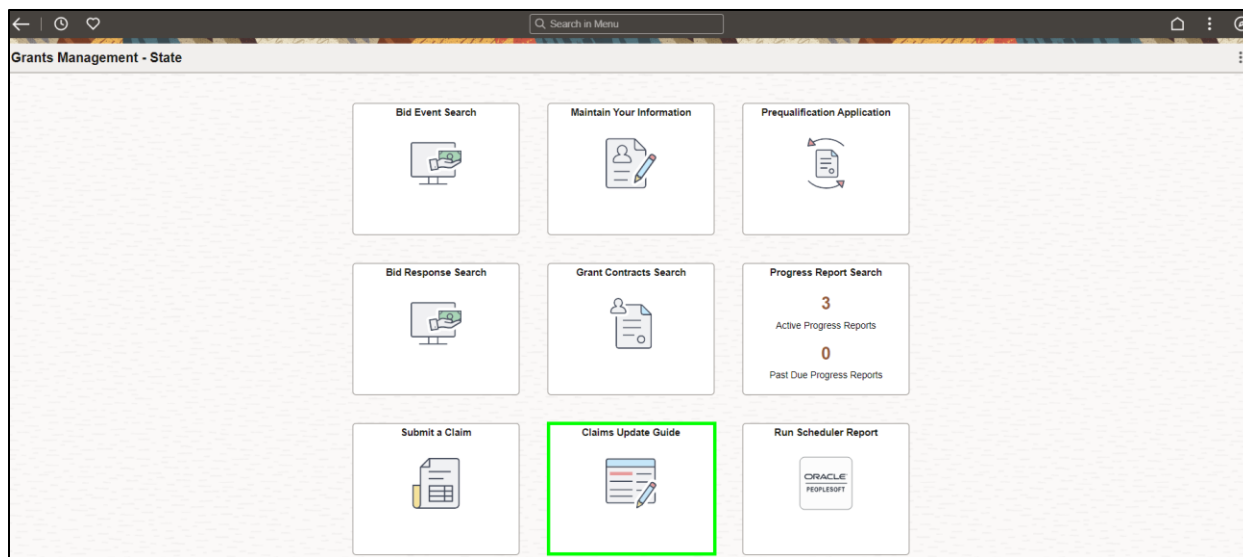 Search in Menu
Grants Management - State
Bid Event Search
Maintain Your Information
Prequalification Application
Bid Response Search
Grant Contracts Search
Progress Report Search
3
Active Progress Reports
0
Past Due Progress Reports
Submit a Claim
Claims Update Guide
Run Scheduler Report
ORACLE
PEOPLESOFT